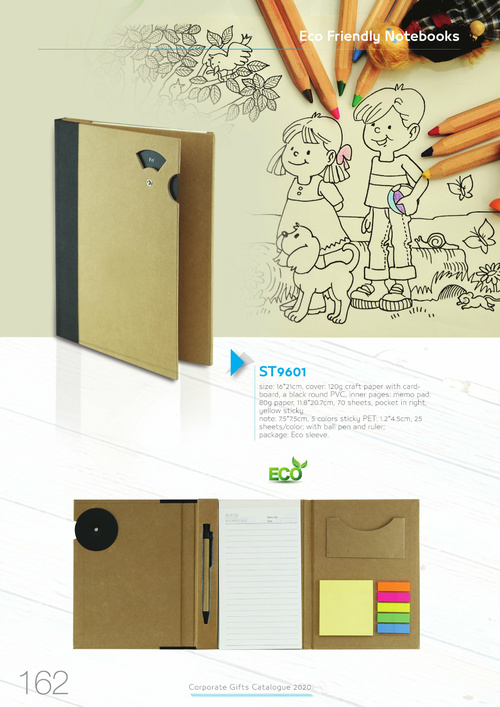 Eco Friendly Notebooks
ST9601
size: 16*21cm, cover: 120g craft paper with card-
board, a black round PVC, inner pages: memo pad:
80g paper, 11.8*20.7cm, 70 sheets, pocket in right,
yellow sticky
note: 7.5*7.5cm, 5 colors sticky PET: 1.2*4.5cm, 25
sheets/color; with ball pen and ruler;
package: Eco sleeve.
ECO
162
Corporate Gifts Catalogue 2020